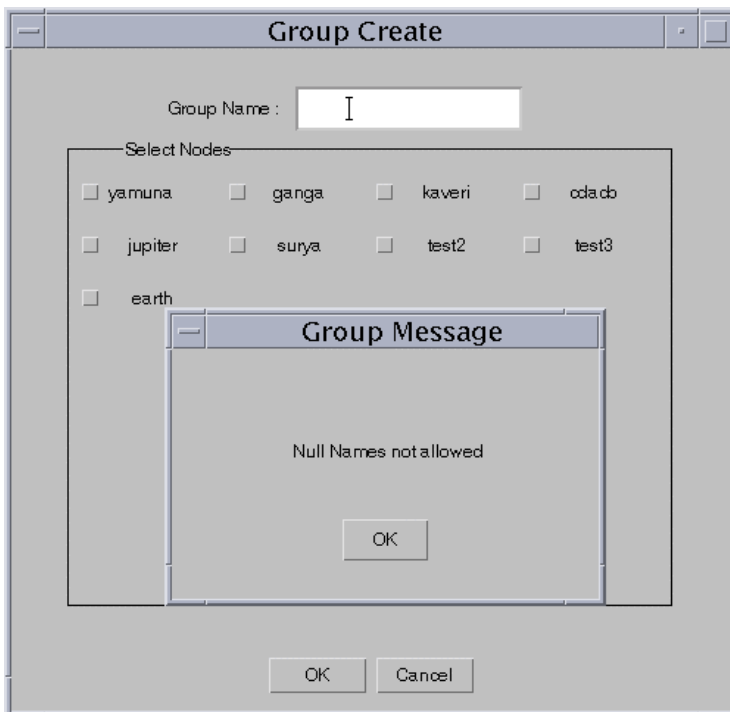 Group Create
Group Name :
Select Nodes
yamuna ganga kaveri cdacb
jupiter surya test2 test3
earth
Group Message
Null Names not allowed
OK
OK Cancel